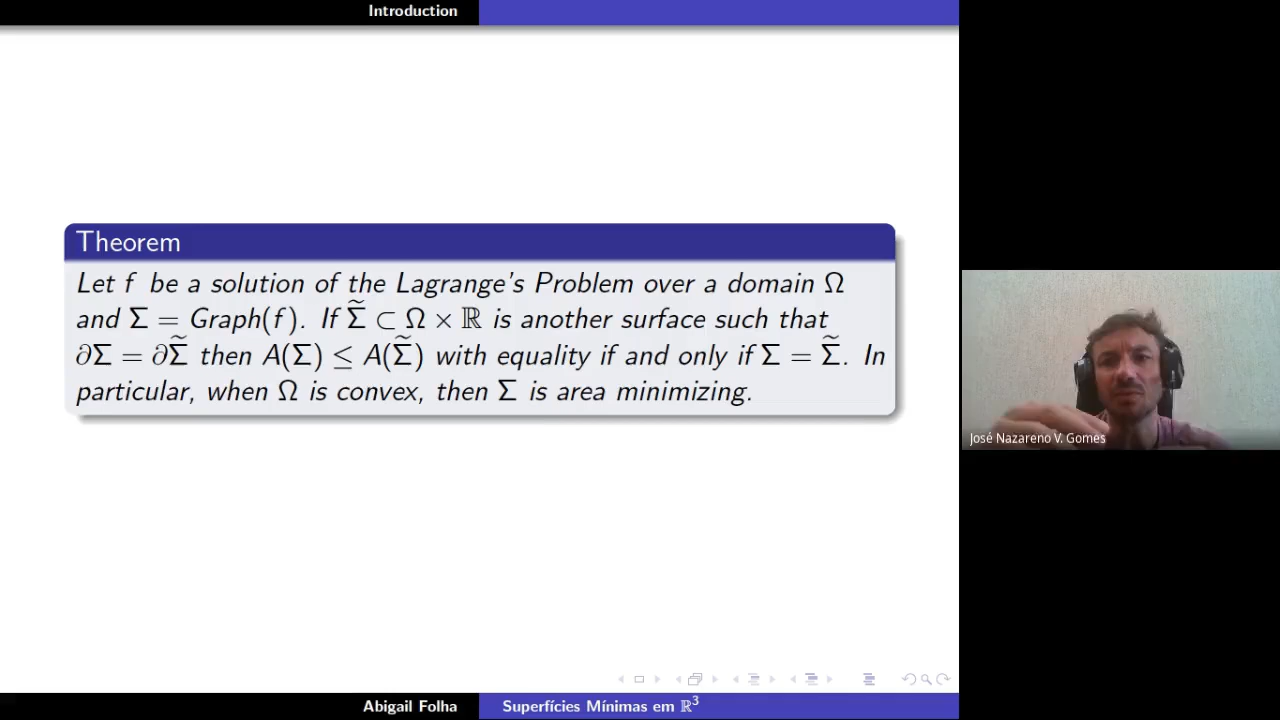 Introduction
Theorem
Let f be a solution of the Lagrange's Problem over a domain Ω
and Σ = Graph(f). If Σ̃ ⊂ Ω × ℝ is another surface such that
∂Σ = ∂Σ̃ then A(Σ) ≤ A(Σ̃) with equality if and only if Σ = Σ̃. In
particular, when Ω is convex, then Σ is area minimizing.
José Nazareno V. Gomes
Abigail Folha
Superfícies Mínimas em ℝ³